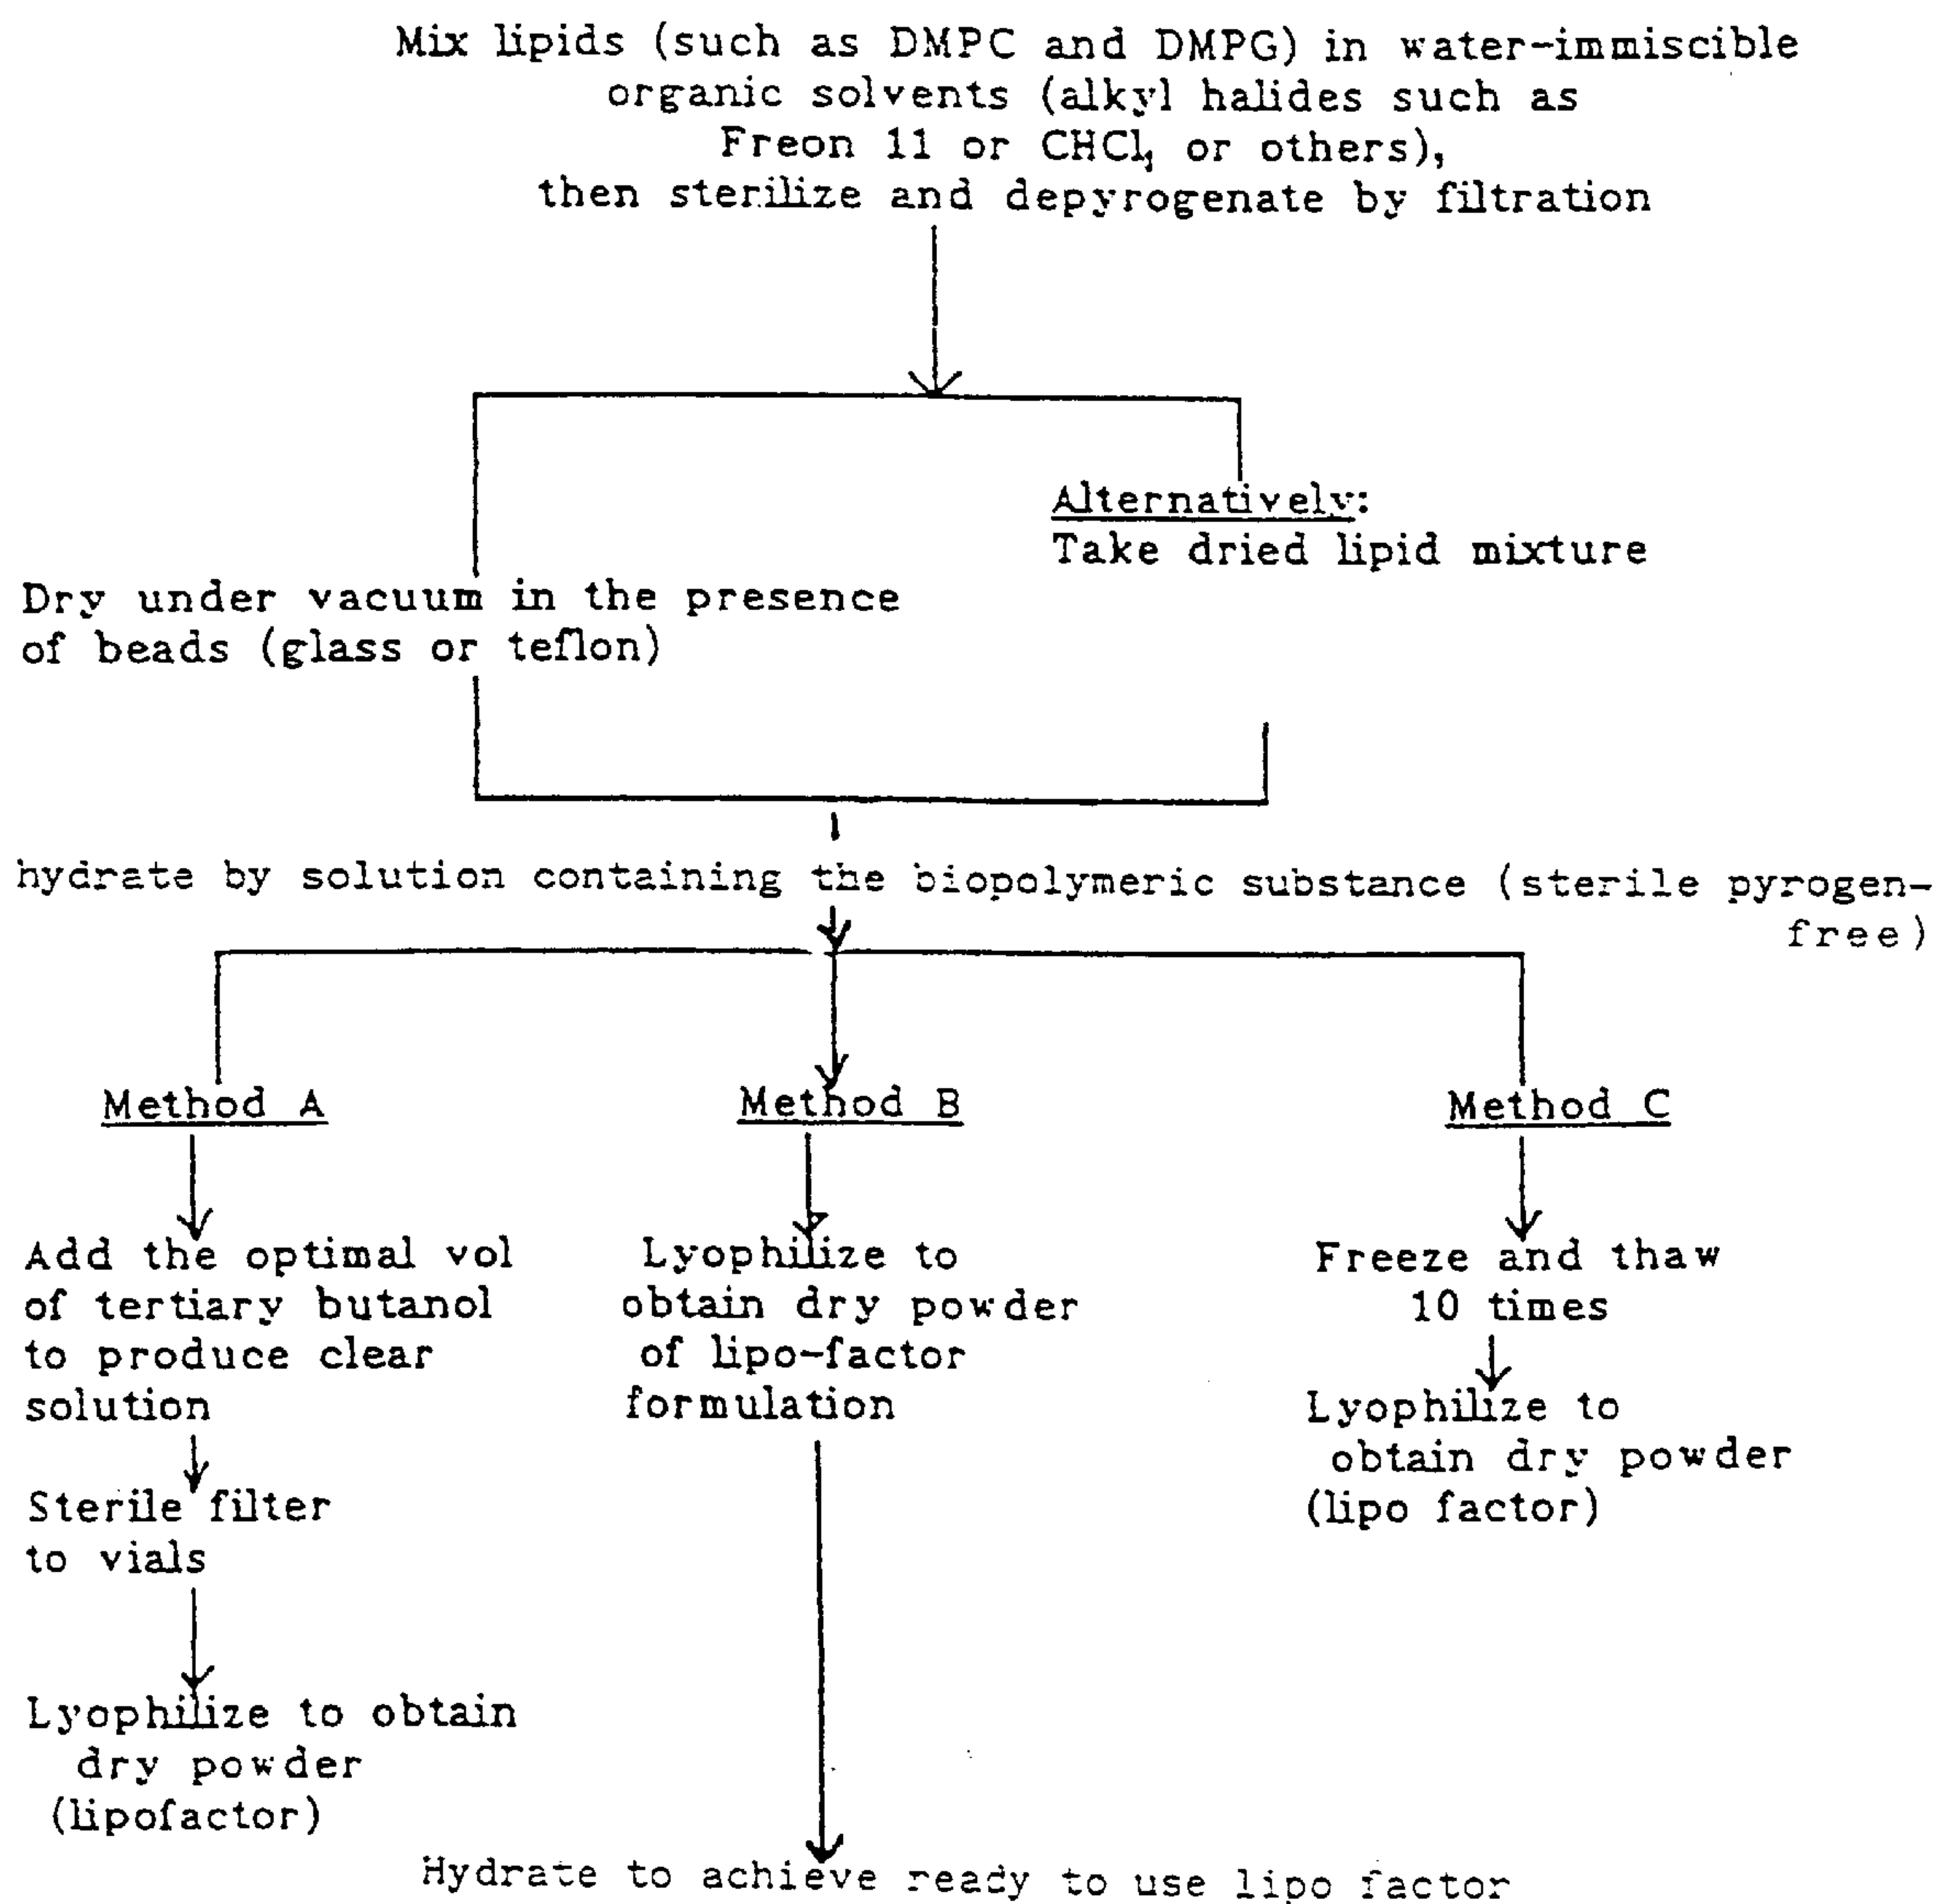 Mix lipids (such as DMPC and DMPG) in water-immiscible
organic solvents (alkyl halides such as
Freon 11 or CHCl, or others),
then sterilize and depyrogenate by filtration
Alternatively:
Take dried lipid mixture
Dry under vacuum in the presence
of beads (glass or teflon)
hydrate by solution containing the biopolymeric substance (sterile pyrogen-
free)
Method A
Add the optimal vol
of tertiary butanol
to produce clear
solution
Sterile filter
to vials
Lyophilize to obtain
dry powder
(lipofactor)
Method B
Lyophilize to
obtain dry powder
of lipo-factor
formulation
Method C
Freeze and thaw
10 times
Lyophilize to
obtain dry powder
(lipo factor)
Hydrate to achieve ready to use lipo factor